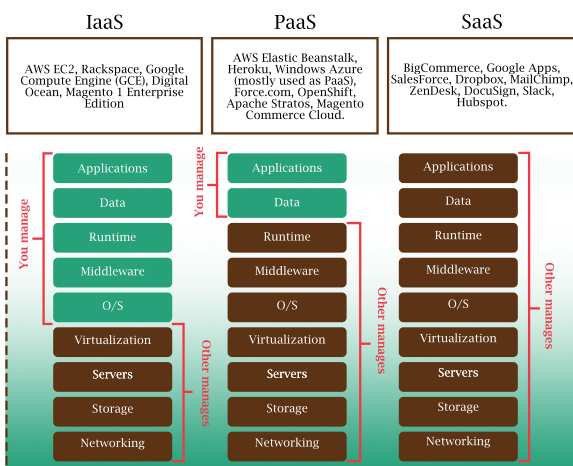 IaaS
AWS EC2, Rackspace, Google
Compute Engine (GCE), Digital
Ocean, Magento 1 Enterprise
Edition
You manage
Applications
Data
Runtime
Middleware
O/S
Virtualization
Servers
Storage
Networking
Other manages
PaaS
AWS Elastic Beanstalk,
Heroku, Windows Azure
(mostly used as PaaS),
Force.com, OpenShift,
Apache Stratos, Magento
Commerce Cloud.
You manage
Applications
Data
Runtime
Middleware
O/S
Virtualization
Servers
Storage
Networking
Other manages
SaaS
BigCommerce, Google Apps,
SalesForce, Dropbox, MailChimp,
ZenDesk, DocuSign, Slack,
Hubspot.
Applications
Data
Runtime
Middleware
O/S
Virtualization
Servers
Storage
Networking
Other manages